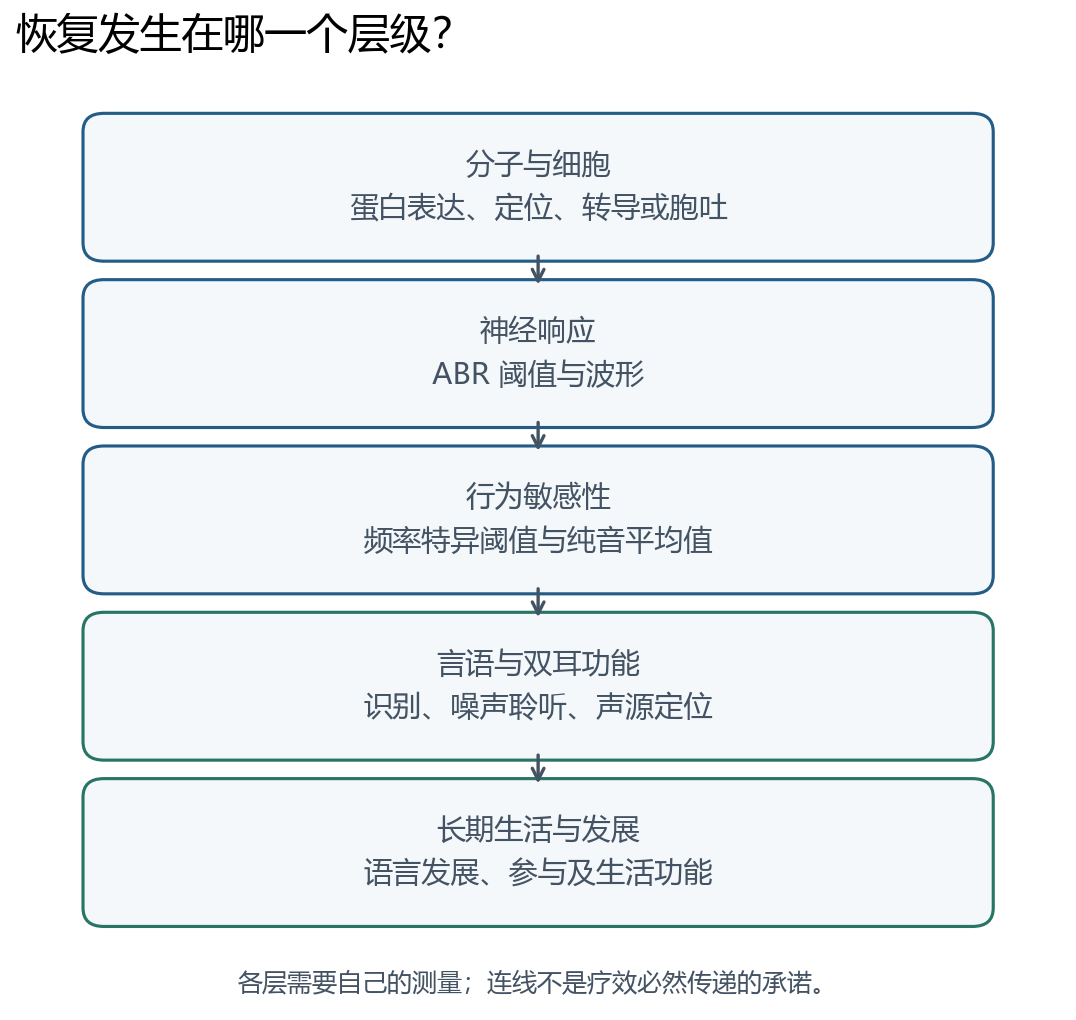 恢复发生在哪一个层级？
分子与细胞
蛋白表达、定位、转导或胞吐
神经响应
ABR 阈值与波形
行为敏感性
频率特异阈值与纯音平均值
言语与双耳功能
识别、噪声聆听、声源定位
长期生活与发展
语言发展、参与及生活功能
各层需要自己的测量；连线不是疗效必然传递的承诺。